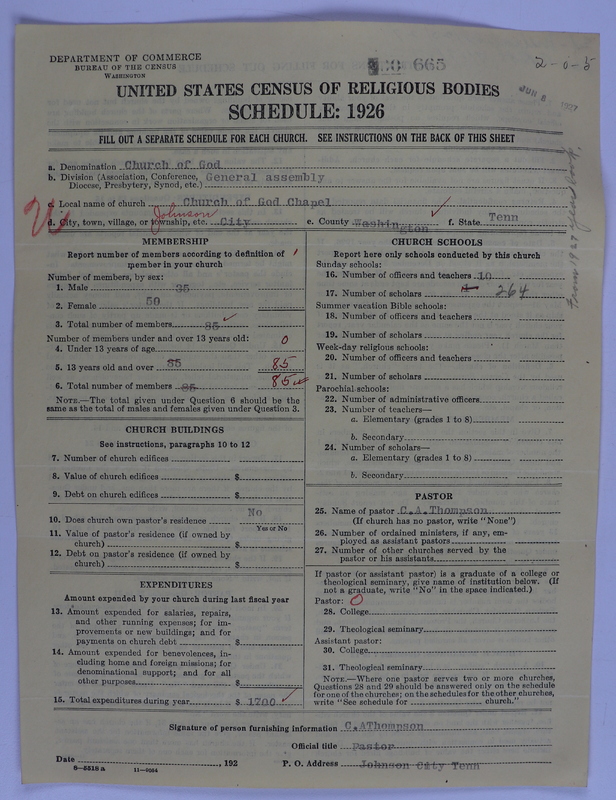 DEPARTMENT OF COMMERCE
BUREAU OF THE CENSUS
WASHINGTON
665
2-0-5
JUN 8 1927
UNITED STATES CENSUS OF RELIGIOUS BODIES
SCHEDULE: 1926
FILL OUT A SEPARATE SCHEDULE FOR EACH CHURCH. SEE INSTRUCTIONS ON THE BACK OF THIS SHEET
a. Denomination Church of God
b. Division (Association, Conference, General assembly
Diocese, Presbytery, Synod, etc.)
c. Local name of church Church of God Chapel
d. City, town, village, or township, etc. Johnson City e. County Washington f. State Tenn
From 1927 year book.
MEMBERSHIP
Report number of members according to definition of
member in your church
Number of members, by sex:
1. Male 35
2. Female 50
3. Total number of members 85
Number of members under and over 13 years old:
4. Under 13 years of age 0
5. 13 years old and over 85 85
6. Total number of members 85 85
NOTE.—The total given under Question 6 should be
same as the total of males and females given under Question 3.
CHURCH BUILDINGS
See instructions, paragraphs 10 to 12
7. Number of church edifices
8. Value of church edifices $
9. Debt on church edifices $
10. Does church own pastor's residence No
Yes or No
11. Value of pastor's residence (if owned by
church) $
12. Debt on pastor's residence (if owned by
church) $
EXPENDITURES
Amount expended by your church during last fiscal year
13. Amount expended for salaries, repairs,
and other running expenses; for im-
provements or new buildings; and for
payments on church debt $
14. Amount expended for benevolences, in-
cluding home and foreign missions; for
denominational support; and for all
other purposes $
15. Total expenditures during year $ 1700
CHURCH SCHOOLS
Report here only schools conducted by this church
Sunday schools:
16. Number of officers and teachers 10
17. Number of scholars 264
Summer vacation Bible schools:
18. Number of officers and teachers
19. Number of scholars
Week-day religious schools:
20. Number of officers and teachers
21. Number of scholars
Parochial schools:
22. Number of administrative officers
23. Number of teachers—
a. Elementary (grades 1 to 8)
b. Secondary
24. Number of scholars—
a. Elementary (grades 1 to 8)
b. Secondary
PASTOR
25. Name of pastor C.A.Thompson
(If church has no pastor, write "None")
26. Number of ordained ministers, if any, em-
ployed as assistant pastors
27. Number of other churches served by the
pastor or his assistants
If pastor (or assistant pastor) is a graduate of a college or
theological seminary, give name of institution below. (If
not a graduate, write "No" in the space indicated.)
Pastor: 0
28. College
29. Theological seminary
Assistant pastor:
30. College
31. Theological seminary
NOTE.—Where one pastor serves two or more churches,
Questions 28 and 29 should be answered only on the schedule
for one of the churches; on the schedules for the other churches,
write "See schedule for church."
Signature of person furnishing information C.AThompson
Official title Pastor
Date , 192 P. O. Address Johnson City Tenn
8—5518 a 11—9064